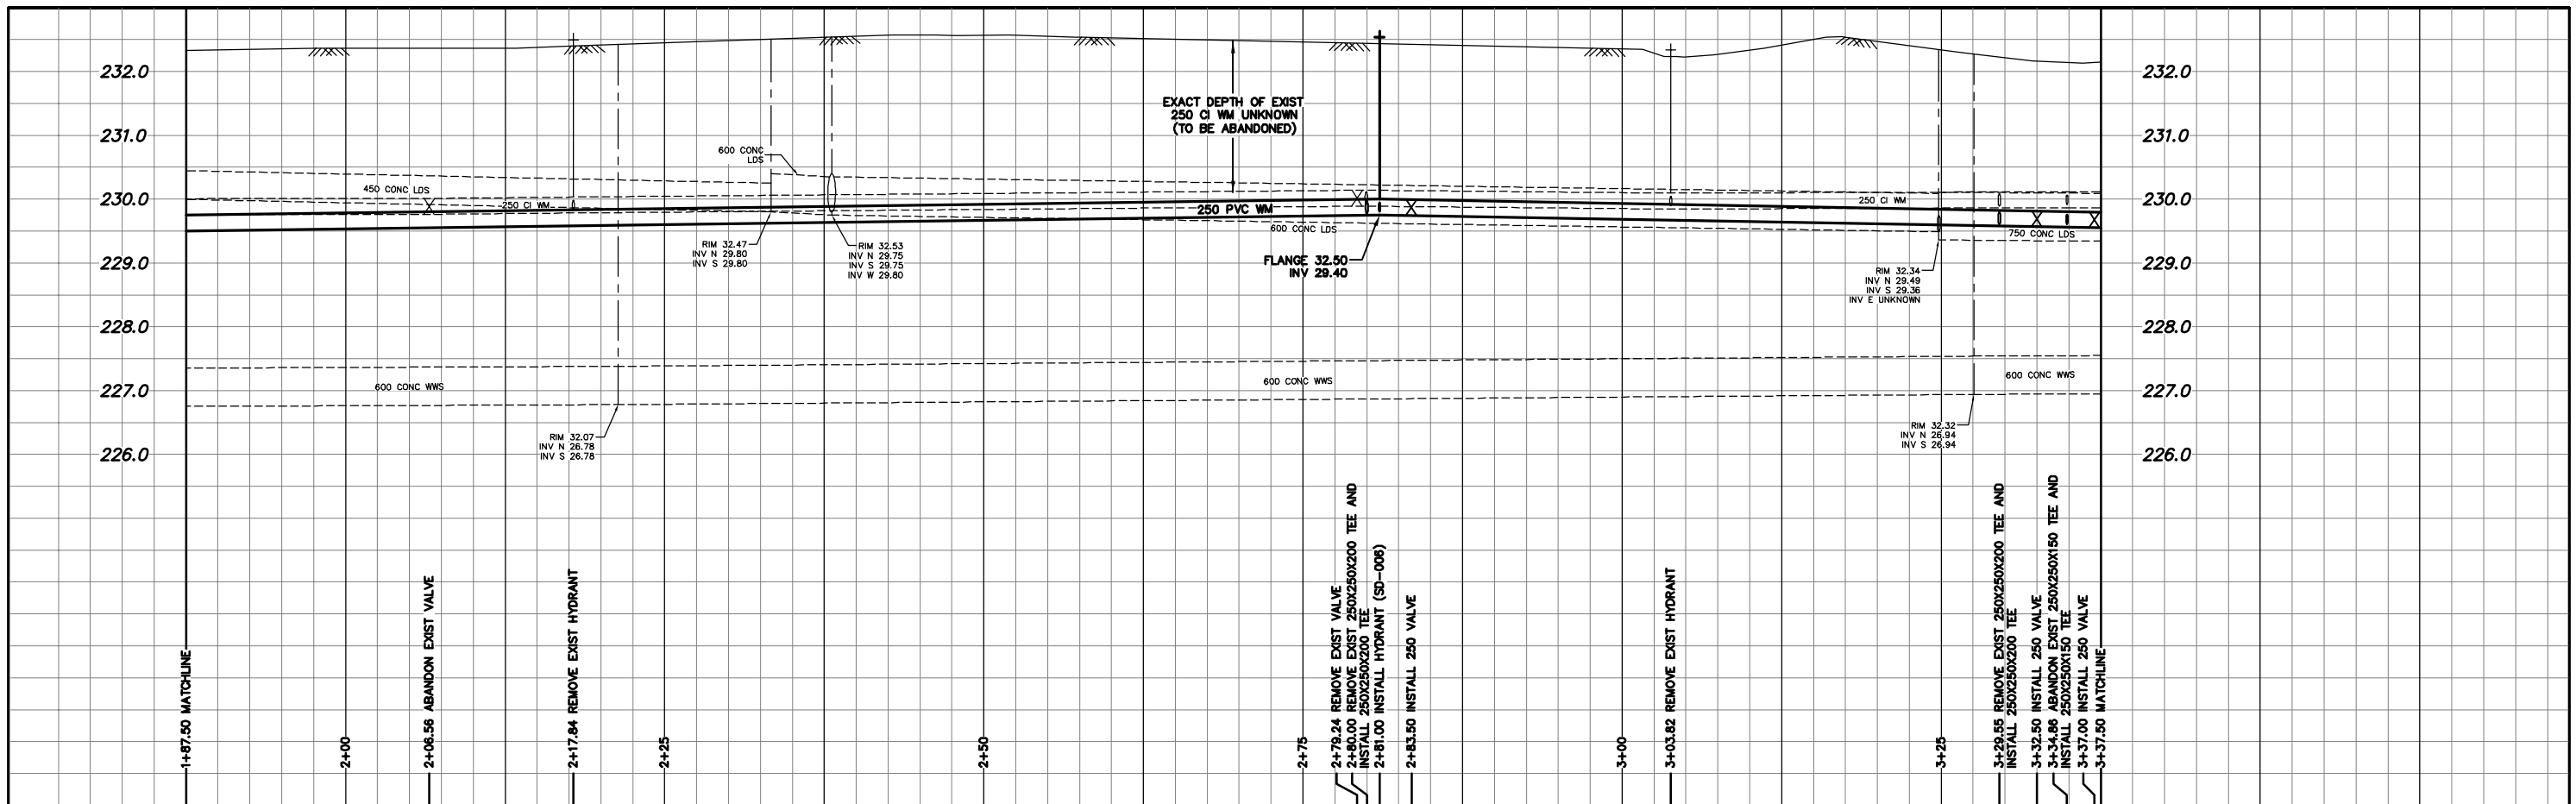 232.0
231.0
230.0
229.0
228.0
227.0
226.0
232.0
231.0
230.0
229.0
228.0
227.0
226.0
EXACT DEPTH OF EXIST
250 CI WM UNKNOWN
(TO BE ABANDONED)
600 CONC
LDS
450 CONC LDS
250 CI WM
250 PVC WM
600 CONC LDS
250 CI WM
750 CONC LDS
RIM 32.47
INV N 29.80
INV S 29.80
RIM 32.53
INV N 29.75
INV S 29.75
INV W 29.80
FLANGE 32.50
INV 29.40
RIM 32.34
INV N 29.49
INV S 29.36
INV E UNKNOWN
600 CONC WWS
600 CONC WWS
600 CONC WWS
RIM 32.07
INV N 26.78
INV S 26.78
RIM 32.32
INV N 26.94
INV S 26.94
1+87.50 MATCHLINE
2+00
2+06.56 ABANDON EXIST VALVE
2+17.84 REMOVE EXIST HYDRANT
2+25
2+50
2+75
2+79.24 REMOVE EXIST VALVE
2+80.00 REMOVE EXIST 250X250X200 TEE AND
INSTALL 250X250X200 TEE
2+81.00 INSTALL HYDRANT (SD-006)
2+83.50 INSTALL 250 VALVE
3+00
3+03.82 REMOVE EXIST HYDRANT
3+25
3+29.55 REMOVE EXIST 250X250X200 TEE AND
INSTALL 250X250X200 TEE
3+32.50 INSTALL 250 VALVE
3+34.86 ABANDON EXIST 250X250X150 TEE AND
INSTALL 250X250X150 TEE
3+37.00 INSTALL 250 VALVE
3+37.50 MATCHLINE